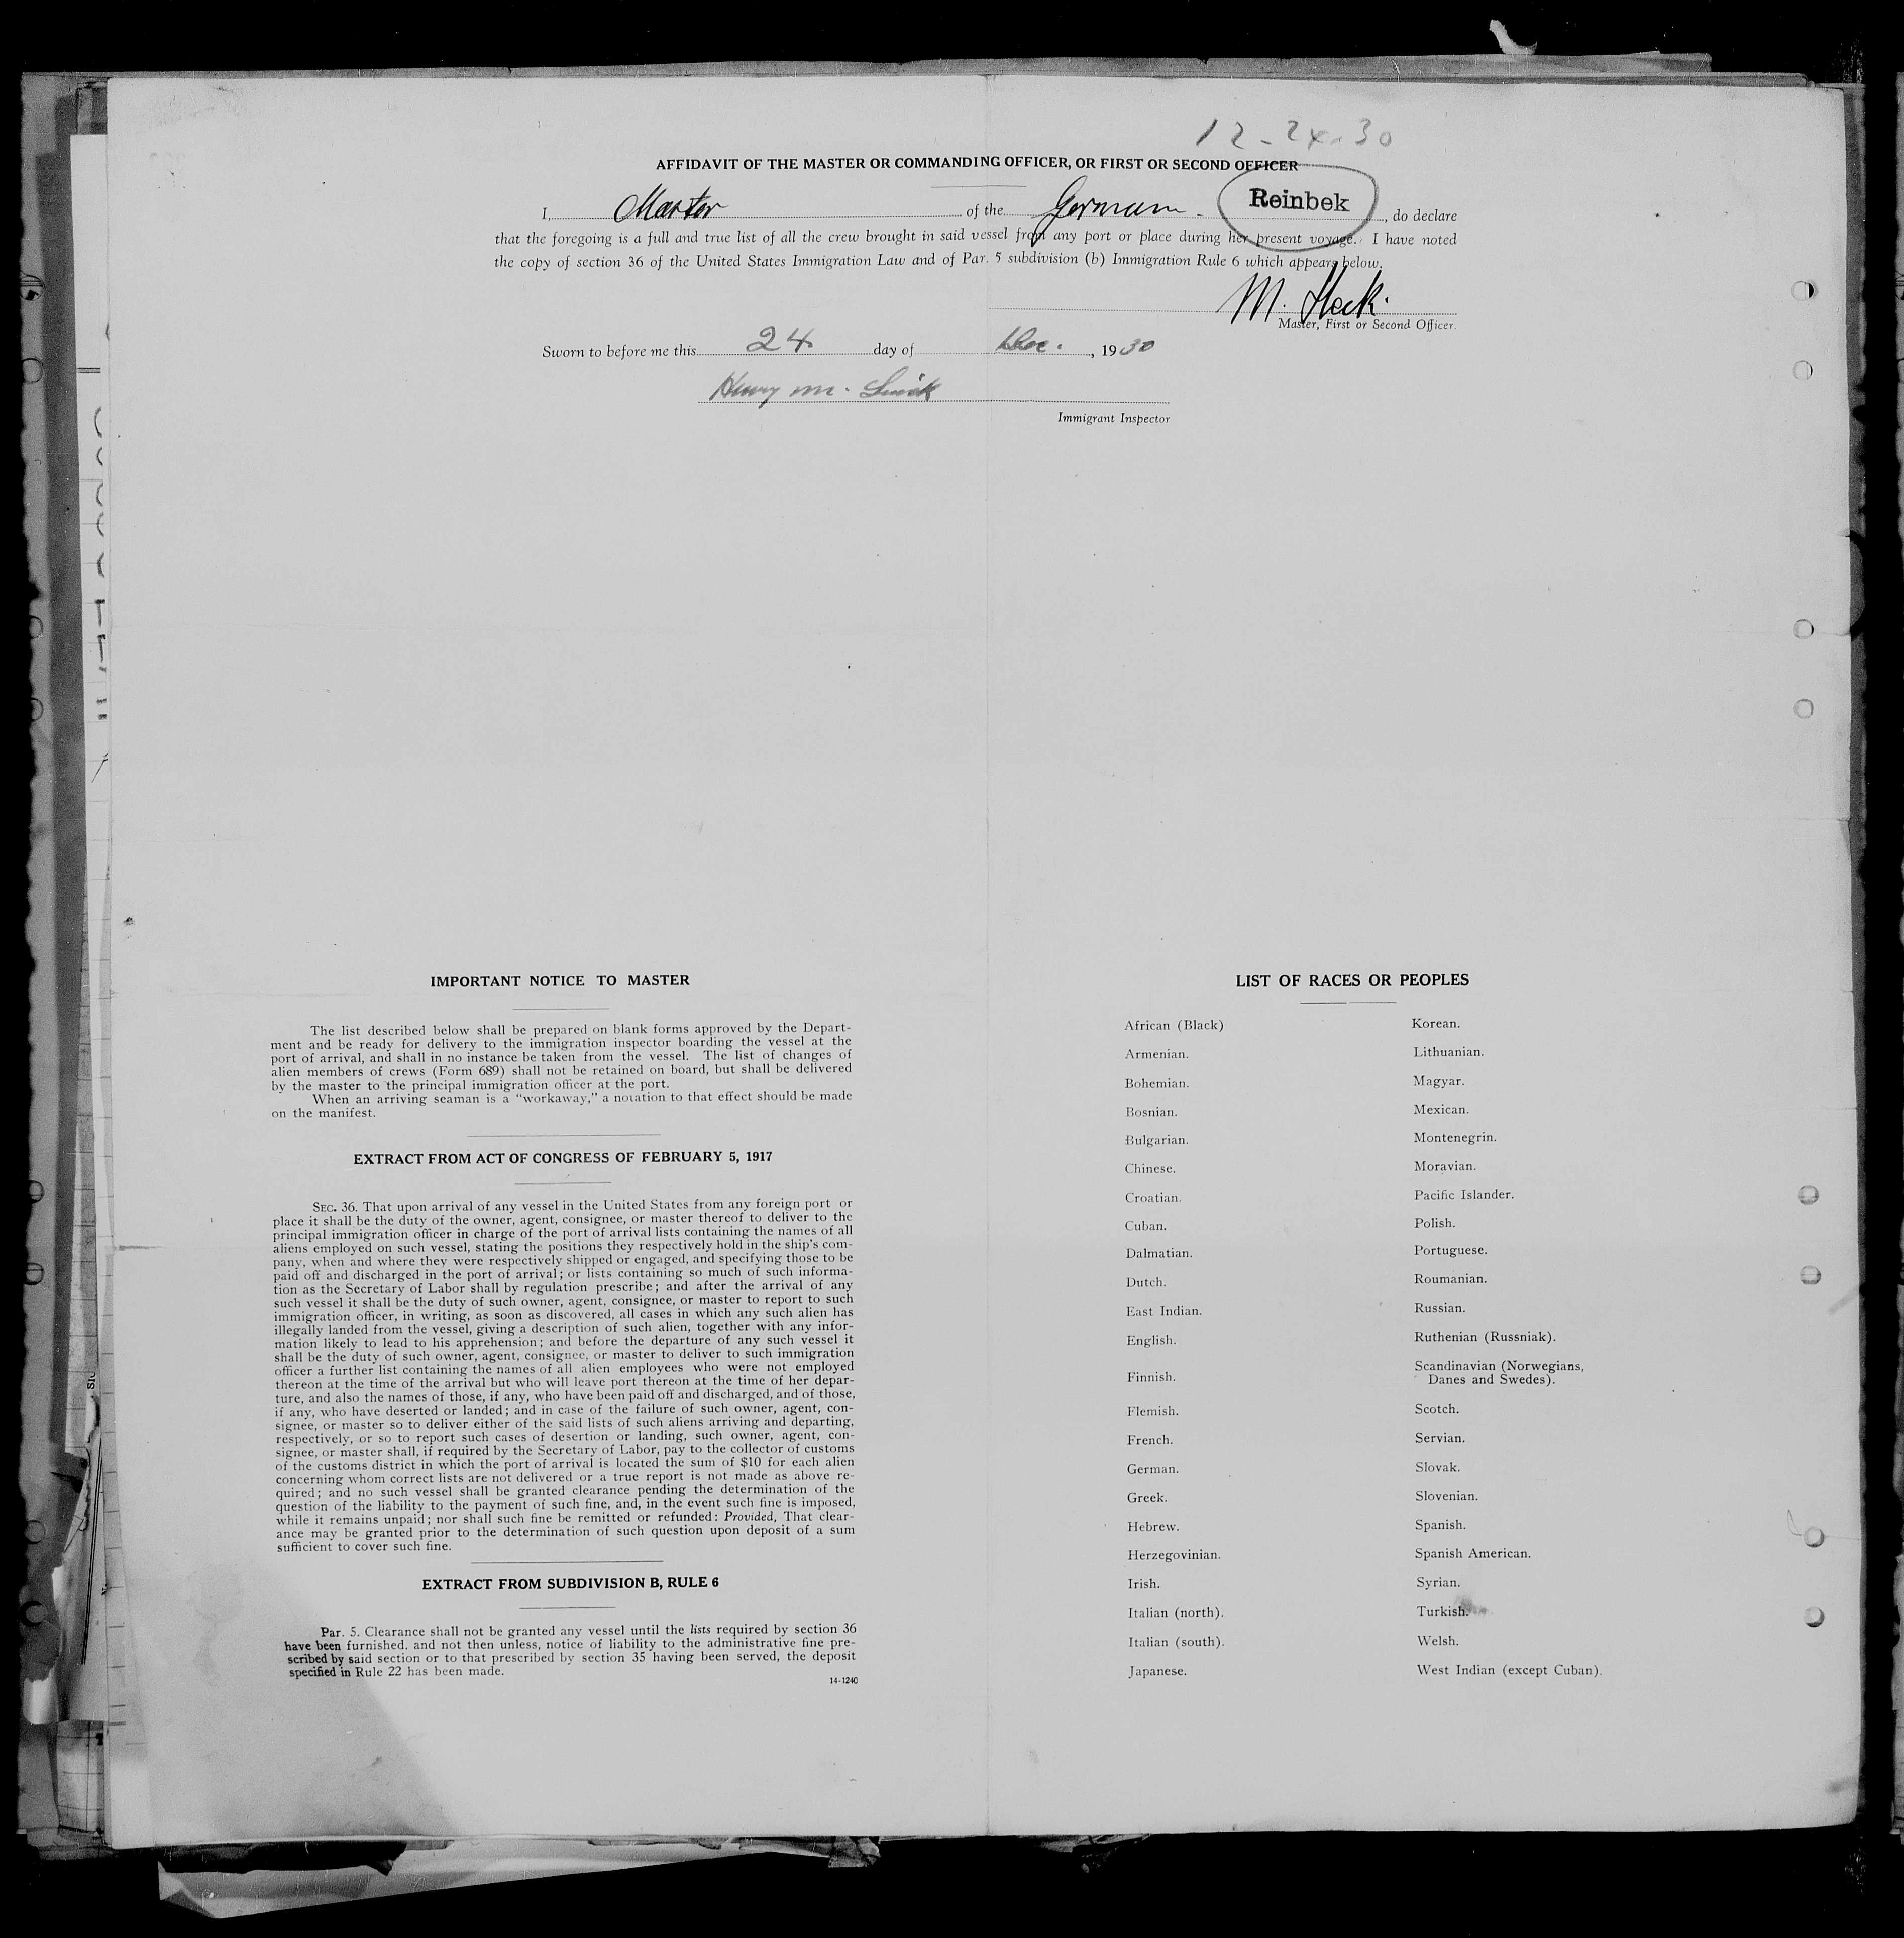 12-24-30
AFFIDAVIT OF THE MASTER OR COMMANDING OFFICER, OR FIRST OR SECOND OFFICER
I, Master of the German Reinbek, do declare
that the foregoing is a full and true list of all the crew brought in said vessel from any port or place during her present voyage. I have noted
the copy of section 36 of the United States Immigration Law and of Par. 5 subdivision (b) Immigration Rule 6 which appears below.
M. Heck.
Master, First or Second Officer.
Sworn to before me this 24 day of Dec., 1930
Henry M.
Immigrant Inspector
IMPORTANT NOTICE TO MASTER
The list described below shall be prepared on blank forms approved by the Depart-
ment and be ready for delivery to the immigration inspector boarding the vessel at the
port of arrival, and shall in no instance be taken from the vessel. The list of changes of
alien members of crews (Form 689) shall not be retained on board, but shall be delivered
by the master to the principal immigration officer at the port.
When an arriving seaman is a "workaway," a notation to that effect should be made
on the manifest.
EXTRACT FROM ACT OF CONGRESS OF FEBRUARY 5, 1917
SEC. 36. That upon arrival of any vessel in the United States from any foreign port or
place it shall be the duty of the owner, agent, consignee, or master thereof to deliver to the
principal immigration officer in charge of the port of arrival lists containing the names of all
aliens employed on such vessel, stating the positions they respectively hold in the ship's com-
pany, when and where they were respectively shipped or engaged, and specifying those to be
paid off and discharged in the port of arrival; or lists containing so much of such informa-
tion as the Secretary of Labor shall by regulation prescribe; and after the arrival of any
such vessel it shall be the duty of such owner, agent, consignee, or master to report to such
immigration officer, in writing, as soon as discovered, all cases in which any such alien has
illegally landed from the vessel, giving a description of such alien, together with any infor-
mation likely to lead to his apprehension; and before the departure of any such vessel it
shall be the duty of such owner, agent, consignee, or master to deliver to such immigration
officer a further list containing the names of all alien employees who were not employed
thereon at the time of the arrival but who will leave port thereon at the time of her depar-
ture, and also the names of those, if any, who have been paid off and discharged, and of those,
if any, who have deserted or landed; and in case of the failure of such owner, agent, con-
signee, or master so to deliver either of the said lists of such aliens arriving and departing,
respectively, or so to report such cases of desertion or landing, such owner, agent, con-
signee, or master shall, if required by the Secretary of Labor, pay to the collector of customs
of the customs district in which the port of arrival is located the sum of $10 for each alien
concerning whom correct lists are not delivered or a true report is not made as above re-
quired; and no such vessel shall be granted clearance pending the determination of the
question of the liability to the payment of such fine, and, in the event such fine is imposed,
while it remains unpaid; nor shall such fine be remitted or refunded: Provided, That clear-
ance may be granted prior to the determination of such question upon deposit of a sum
sufficient to cover such fine.
EXTRACT FROM SUBDIVISION B, RULE 6
Par. 5. Clearance shall not be granted any vessel until the lists required by section 36
have been furnished. and not then unless, notice of liability to the administrative fine pre-
scribed by said section or to that prescribed by section 35 having been served, the deposit
specified in Rule 22 has been made.
14-1240
LIST OF RACES OR PEOPLES
African (Black)
Armenian.
Bohemian.
Bosnian.
Bulgarian.
Chinese.
Croatian.
Cuban.
Dalmatian.
Dutch.
East Indian.
English.
Finnish.
Flemish.
French.
German.
Greek.
Hebrew.
Herzegovinian.
Irish.
Italian (north).
Italian (south).
Japanese.
Korean.
Lithuanian.
Magyar.
Mexican.
Montenegrin.
Moravian.
Pacific Islander.
Polish.
Portuguese.
Roumanian.
Russian.
Ruthenian (Russniak).
Scandinavian (Norwegians,
Danes and Swedes).
Scotch.
Servian.
Slovak.
Slovenian.
Spanish.
Spanish American.
Syrian.
Turkish.
Welsh.
West Indian (except Cuban).